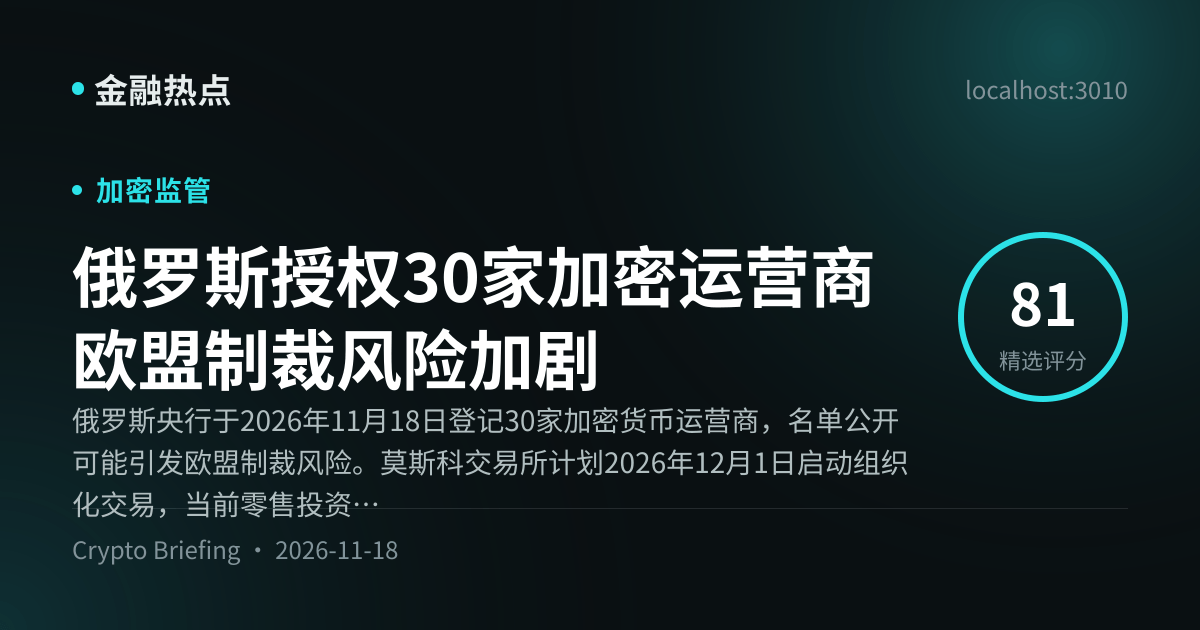 金融热点
localhost:3010
加密监管
俄罗斯授权30家加密运营商
欧盟制裁风险加剧
81
精选评分
俄罗斯央行于2026年11月18日登记30家加密货币运营商，名单公开
可能引发欧盟制裁风险。莫斯科交易所计划2026年12月1日启动组织
化交易，当前零售投资…
Crypto Briefing · 2026-11-18